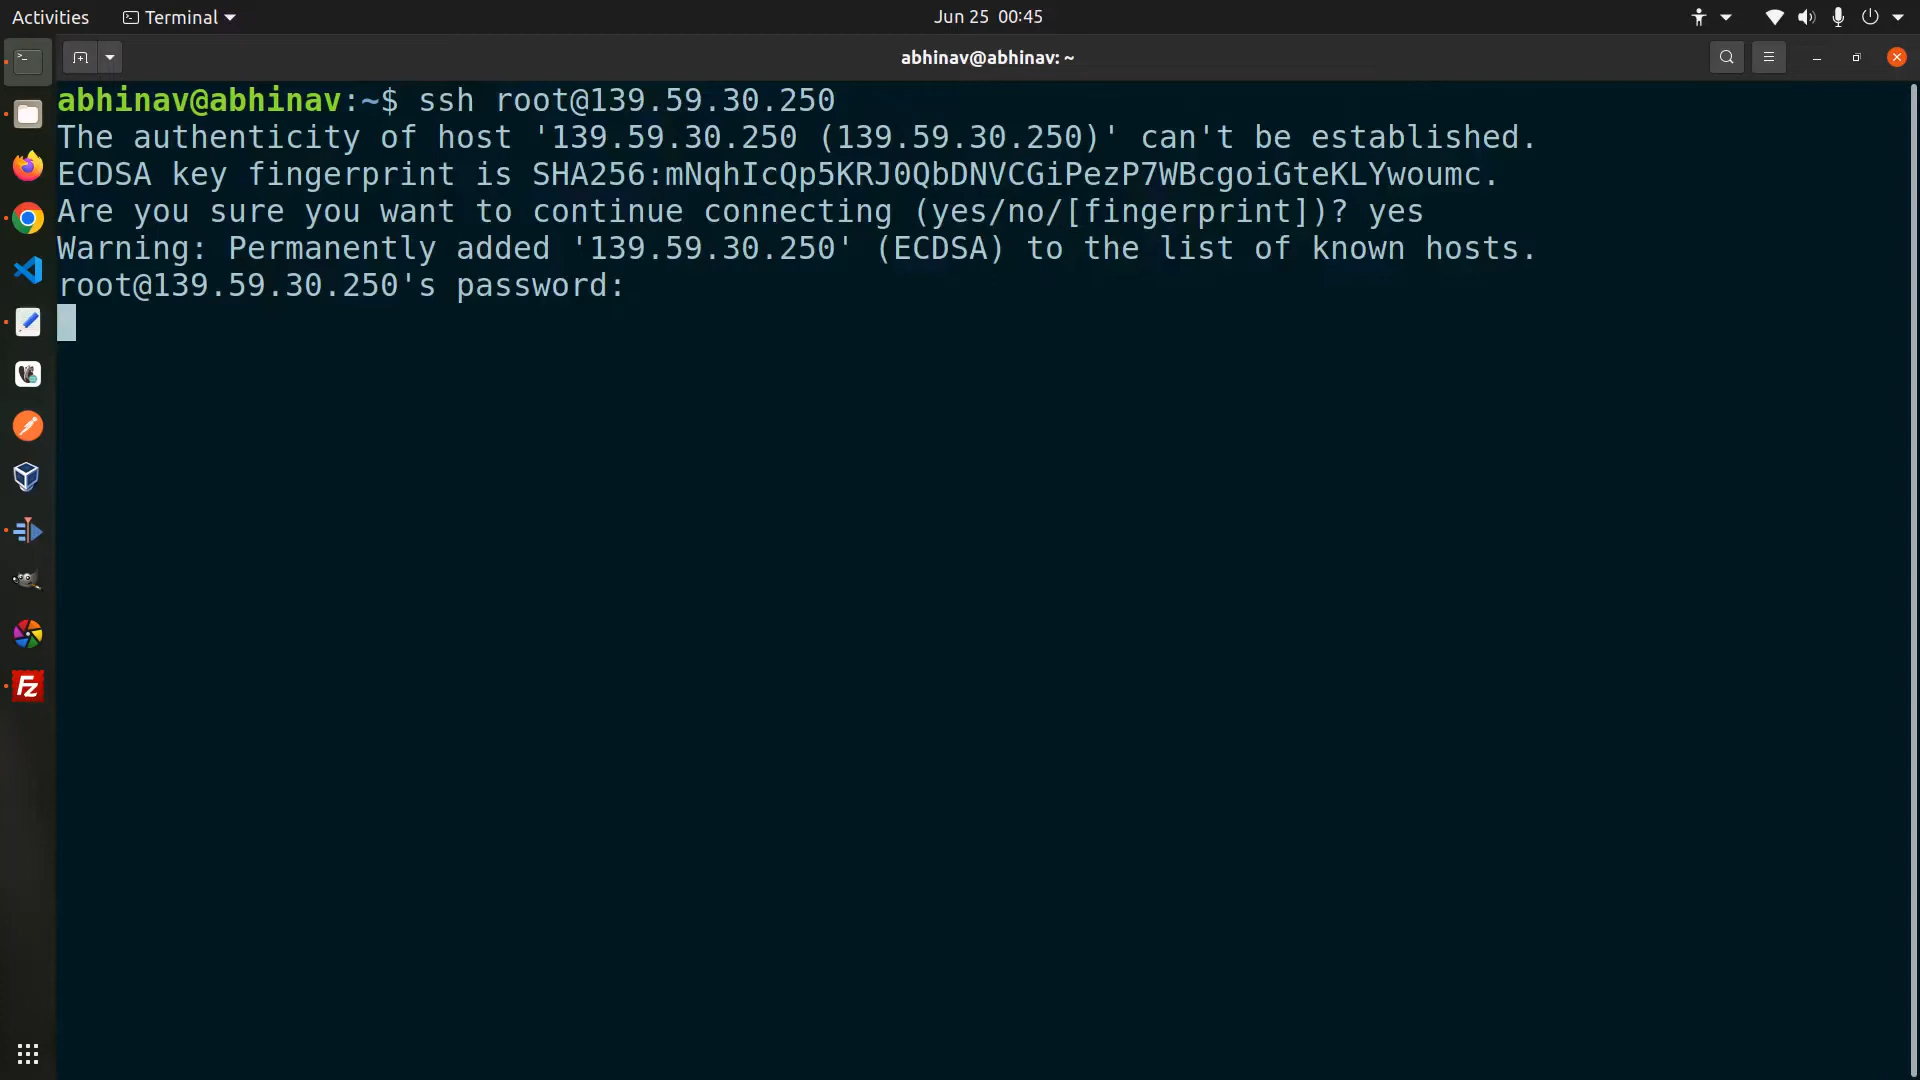 Activities Terminal Jun 25 00:45
abhinav@abhinav: ~
abhinav@abhinav:~$ ssh root@139.59.30.250
The authenticity of host '139.59.30.250 (139.59.30.250)' can't be established.
ECDSA key fingerprint is SHA256:mNqhIcQp5KRJ0QbDNVCGiPezP7WBcgoiGteKLYwoumc.
Are you sure you want to continue connecting (yes/no/[fingerprint])? yes
Warning: Permanently added '139.59.30.250' (ECDSA) to the list of known hosts.
root@139.59.30.250's password:
Fz